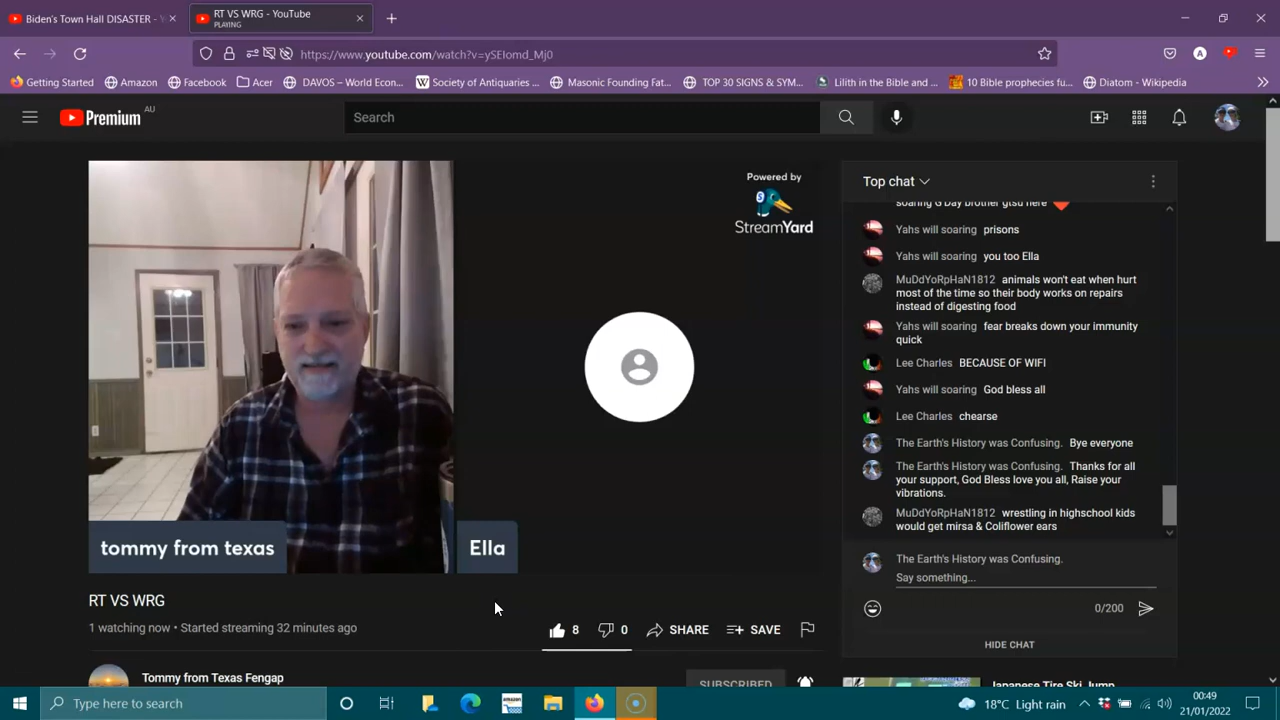 Biden's Town Hall DISASTER - Y
RT VS WRG - YouTube
PLAYING
https://www.youtube.com/watch?v=ySEIomd_Mj0
A
Getting Started
Amazon
Facebook
Acer
DAVOS – World Econ...
Society of Antiquaries ...
Masonic Founding Fat...
TOP 30 SIGNS & SYM...
Lilith in the Bible and ...
10 Bible prophecies fu...
Diatom - Wikipedia
Premium AU
Search
Powered by
StreamYard
tommy from texas
Ella
Top chat
soaring G Day brother gtsu here
Yahs will soaring prisons
Yahs will soaring you too Ella
MuDdYoRpHaN1812 animals won't eat when hurt
most of the time so their body works on repairs
instead of digesting food
Yahs will soaring fear breaks down your immunity
quick
Lee Charles BECAUSE OF WIFI
Yahs will soaring God bless all
Lee Charles chearse
The Earth's History was Confusing. Bye everyone
The Earth's History was Confusing. Thanks for all
your support, God Bless love you all, Raise your
vibrations.
MuDdYoRpHaN1812 wrestling in highschool kids
would get mirsa & Coliflower ears
The Earth's History was Confusing.
Say something...
0/200
HIDE CHAT
RT VS WRG
1 watching now • Started streaming 32 minutes ago
8
0
SHARE
SAVE
Tommy from Texas Fengap
SUBSCRIBED
Japanese Tire Ski Jump
Type here to search
18°C Light rain
00:49
21/01/2022